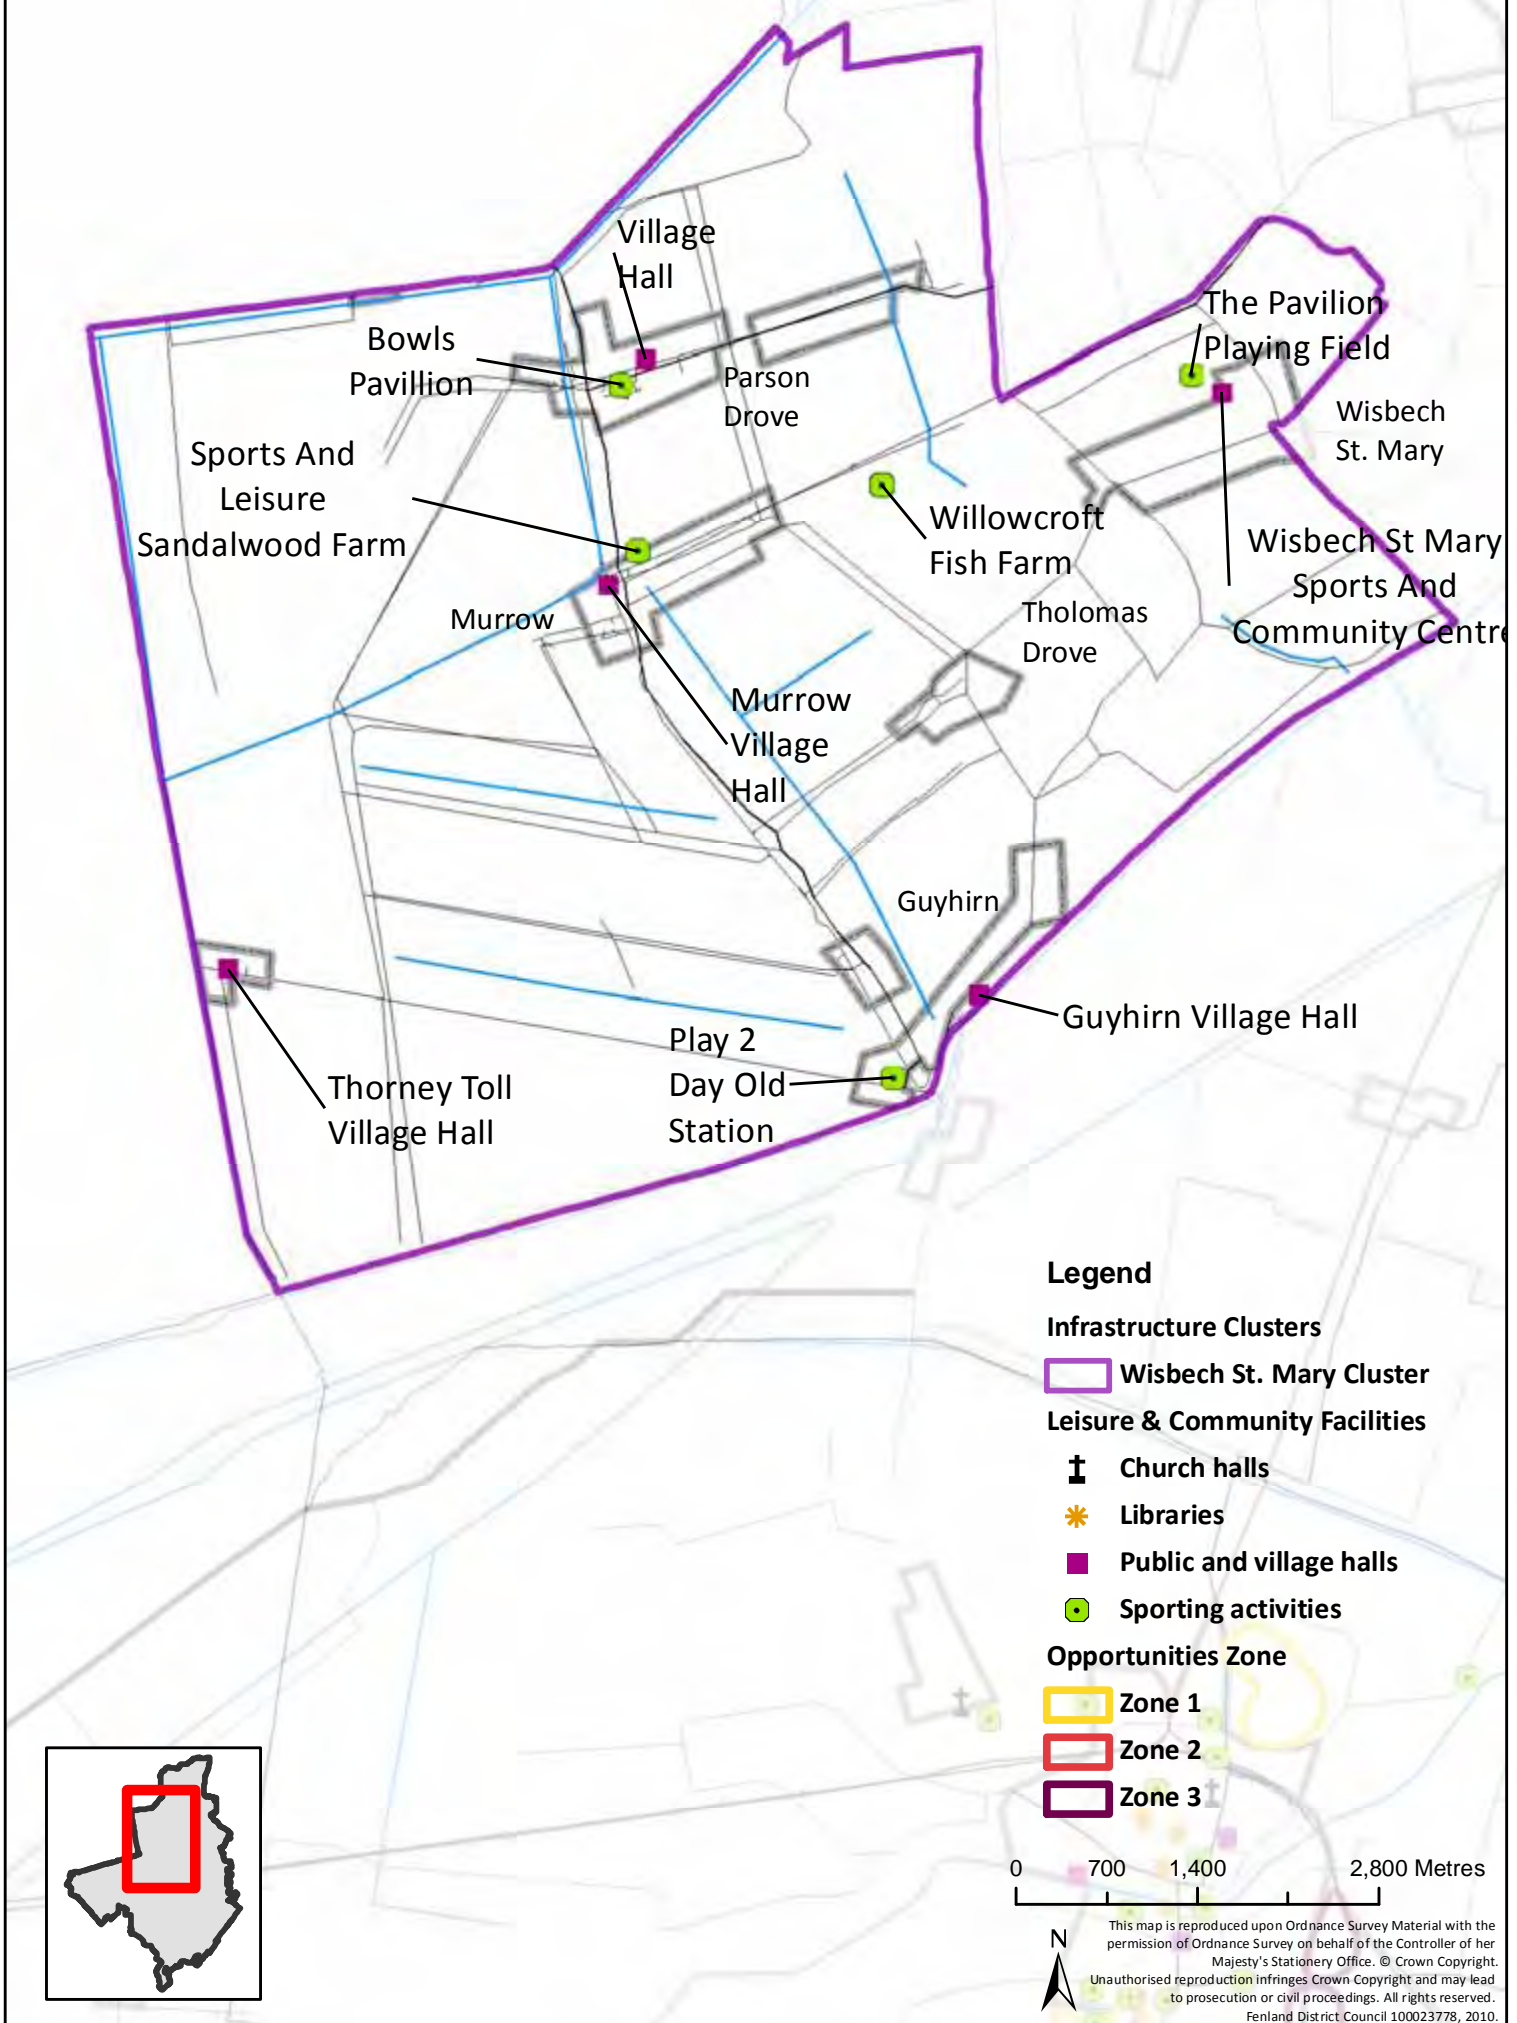 Village
Hall
Bowls
Pavillion
Parson
Drove
The Pavilion
Playing Field
Wisbech
St. Mary
Sports And
Leisure
Sandalwood Farm
Willowcroft
Fish Farm
Wisbech St Mary
Sports And
Community Centre
Murrow
Tholomas
Drove
Murrow
Village
Hall
Guyhirn
Guyhirn Village Hall
Play 2
Day Old
Station
Thorney Toll
Village Hall
Legend
Infrastructure Clusters
Wisbech St. Mary Cluster
Leisure & Community Facilities
Church halls
Libraries
Public and village halls
Sporting activities
Opportunities Zone
Zone 1
Zone 2
Zone 3
0 700 1,400 2,800 Metres
N
This map is reproduced upon Ordnance Survey Material with the
permission of Ordnance Survey on behalf of the Controller of her
Majesty's Stationery Office. © Crown Copyright.
Unauthorised reproduction infringes Crown Copyright and may lead
to prosecution or civil proceedings. All rights reserved.
Fenland District Council 100023778, 2010.